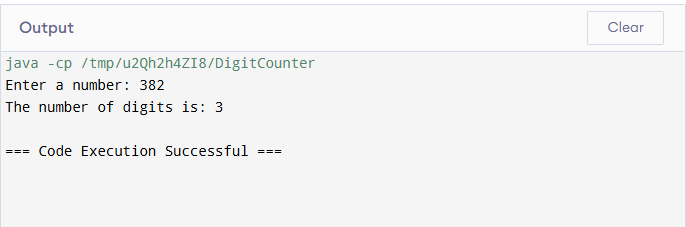 Output
Clear
java -cp /tmp/u2Qh2h4ZI8/DigitCounter
Enter a number: 382
The number of digits is: 3
=== Code Execution Successful ===